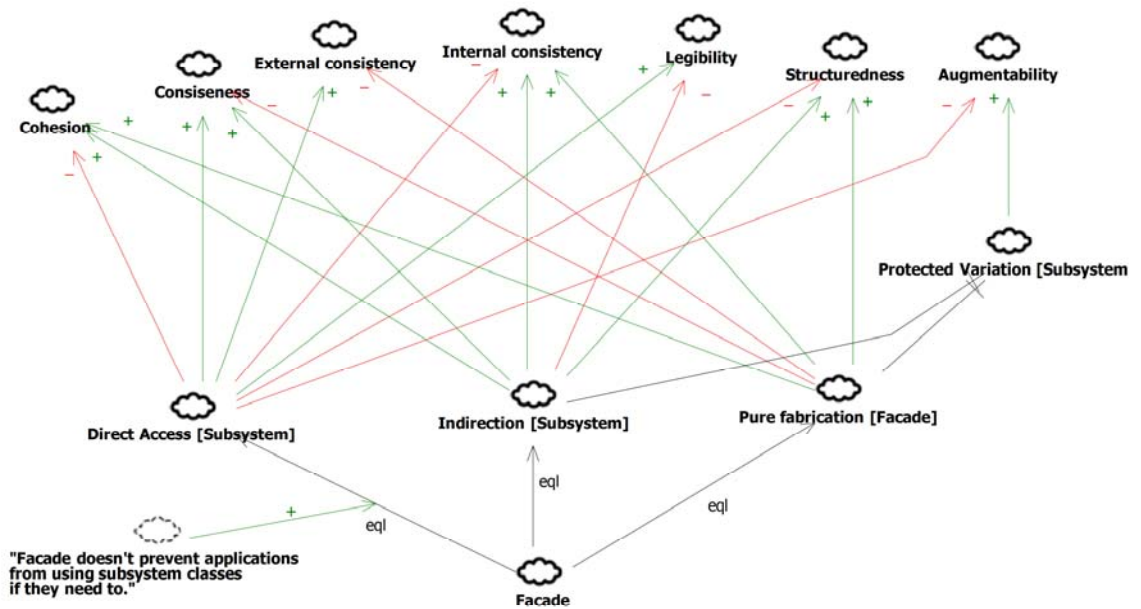 Internal consistency
External consistency
Legibility
Structuredness
Augmentability
Consiseness
Cohesion
+
+
+
+
+
+
+
+
+
+
+
+
-
-
-
-
-
-
-
Protected Variation [Subsystem
Direct Access [Subsystem]
Indirection [Subsystem]
Pure fabrication [Facade]
eql
eql
eql
+
"Facade doesn't prevent applications
from using subsystem classes
if they need to."
Facade